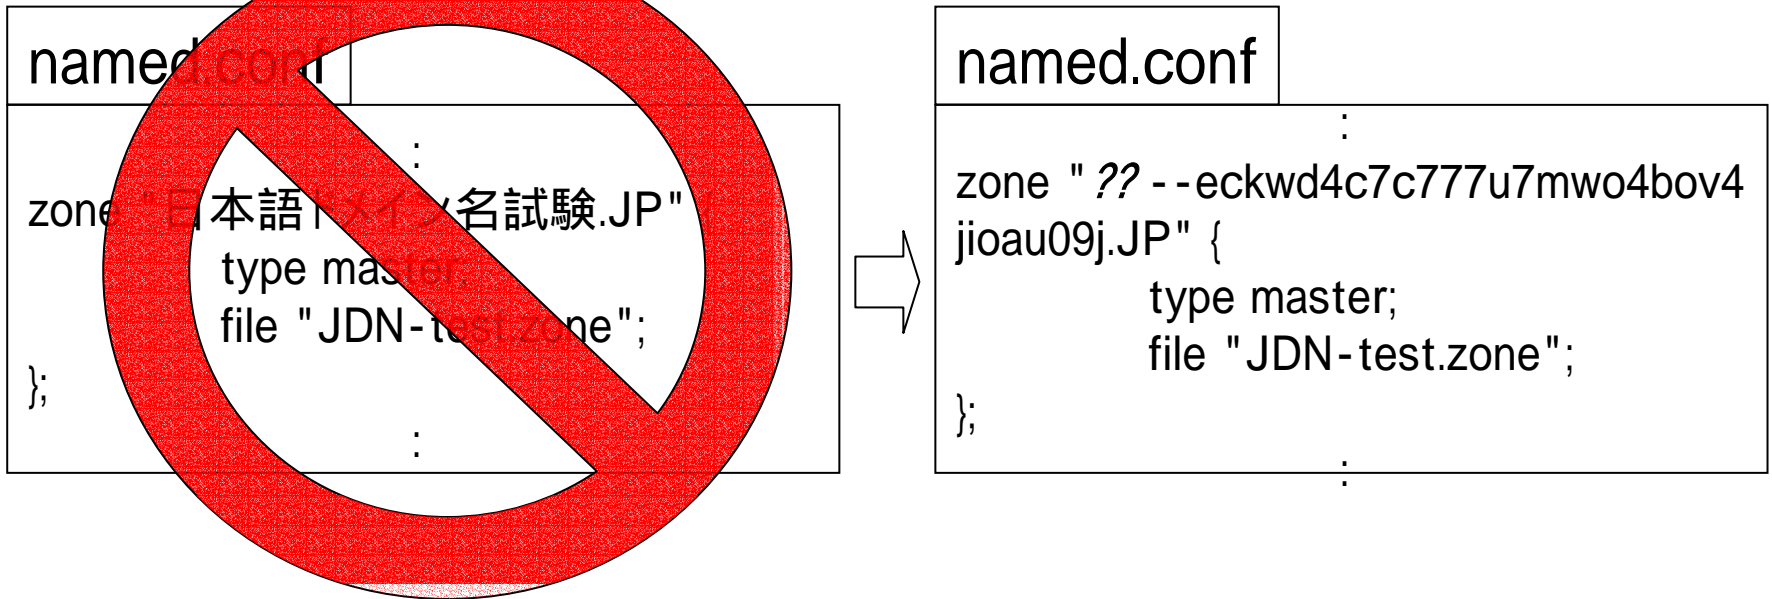 named.conf
:
zone "日本語ドメイン名試験.JP" {
type master;
file "JDN-test.zone";
};
:
named.conf
:
zone "??--eckwd4c7c777u7mwo4bov4
jioau09j.JP" {
type master;
file "JDN-test.zone";
};
: